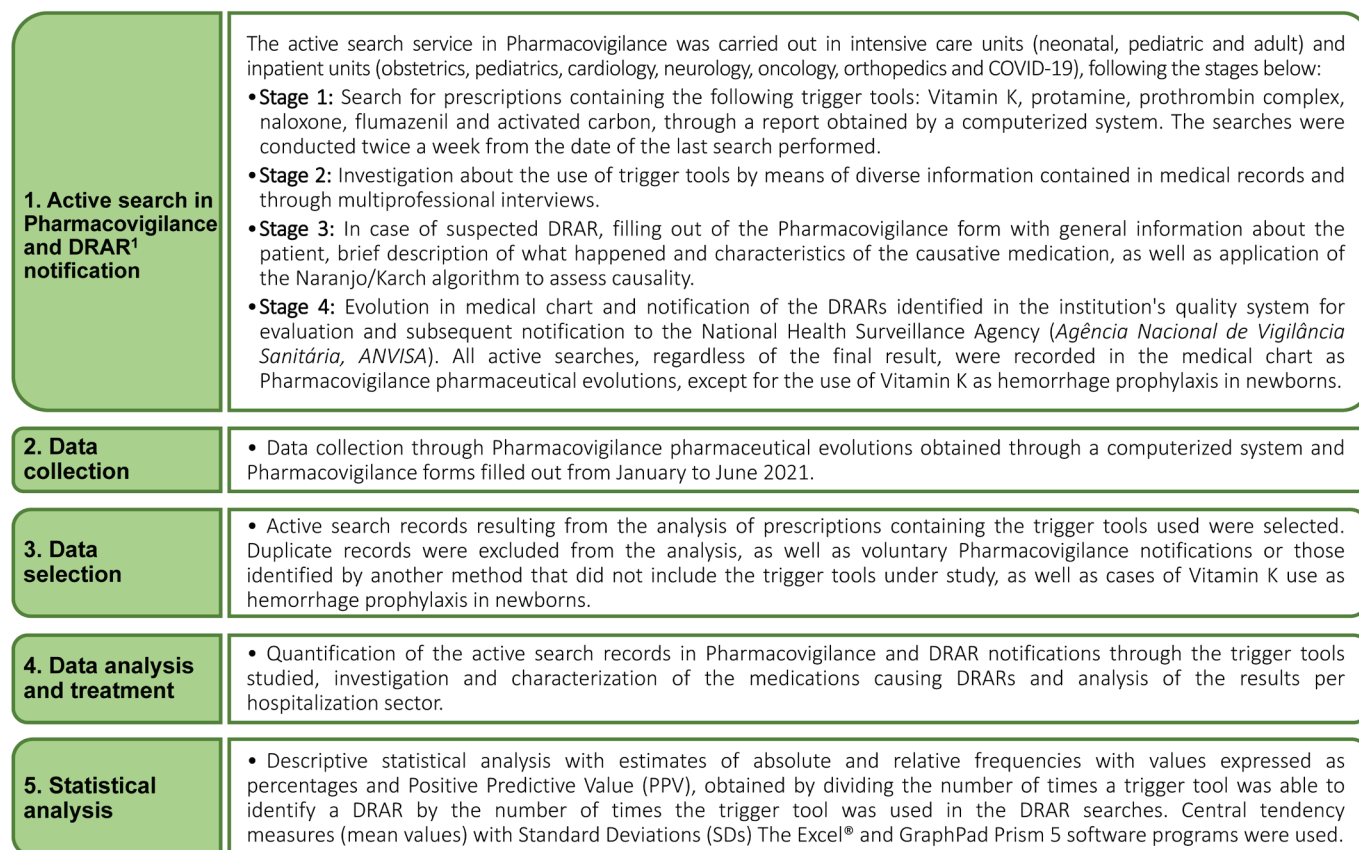 1. Active search in
Pharmacovigilance
and DRAR¹
notification
The active search service in Pharmacovigilance was carried out in intensive care units (neonatal, pediatric and adult) and
inpatient units (obstetrics, pediatrics, cardiology, neurology, oncology, orthopedics and COVID-19), following the stages below:
•Stage 1: Search for prescriptions containing the following trigger tools: Vitamin K, protamine, prothrombin complex,
naloxone, flumazenil and activated carbon, through a report obtained by a computerized system. The searches were
conducted twice a week from the date of the last search performed.
•Stage 2: Investigation about the use of trigger tools by means of diverse information contained in medical records and
through multiprofessional interviews.
•Stage 3: In case of suspected DRAR, filling out of the Pharmacovigilance form with general information about the
patient, brief description of what happened and characteristics of the causative medication, as well as application of
the Naranjo/Karch algorithm to assess causality.
•Stage 4: Evolution in medical chart and notification of the DRARs identified in the institution's quality system for
evaluation and subsequent notification to the National Health Surveillance Agency (Agência Nacional de Vigilância
Sanitária, ANVISA). All active searches, regardless of the final result, were recorded in the medical chart as
Pharmacovigilance pharmaceutical evolutions, except for the use of Vitamin K as hemorrhage prophylaxis in newborns.
2. Data
collection
• Data collection through Pharmacovigilance pharmaceutical evolutions obtained through a computerized system and
Pharmacovigilance forms filled out from January to June 2021.
3. Data
selection
• Active search records resulting from the analysis of prescriptions containing the trigger tools used were selected.
Duplicate records were excluded from the analysis, as well as voluntary Pharmacovigilance notifications or those
identified by another method that did not include the trigger tools under study, as well as cases of Vitamin K use as
hemorrhage prophylaxis in newborns.
4. Data analysis
and treatment
• Quantification of the active search records in Pharmacovigilance and DRAR notifications through the trigger tools
studied, investigation and characterization of the medications causing DRARs and analysis of the results per
hospitalization sector.
5. Statistical
analysis
• Descriptive statistical analysis with estimates of absolute and relative frequencies with values expressed as
percentages and Positive Predictive Value (PPV), obtained by dividing the number of times a trigger tool was able to
identify a DRAR by the number of times the trigger tool was used in the DRAR searches. Central tendency
measures (mean values) with Standard Deviations (SDs) The Excel® and GraphPad Prism 5 software programs were used.